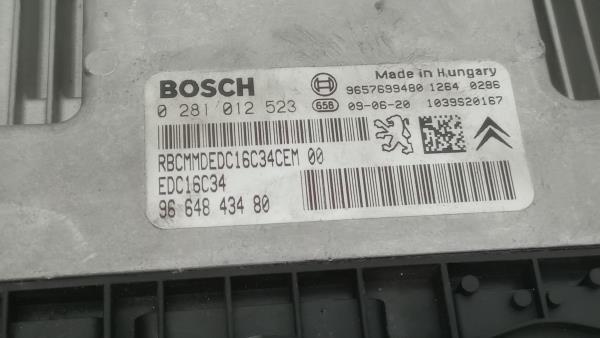 BOSCH
Made in Hungary
9657699480 1264 0286
0 281 012 523 658 09-06-20 1039S20167
RBCMMDEDC16C34CEM 00
EDC16C34
96 648 434 80